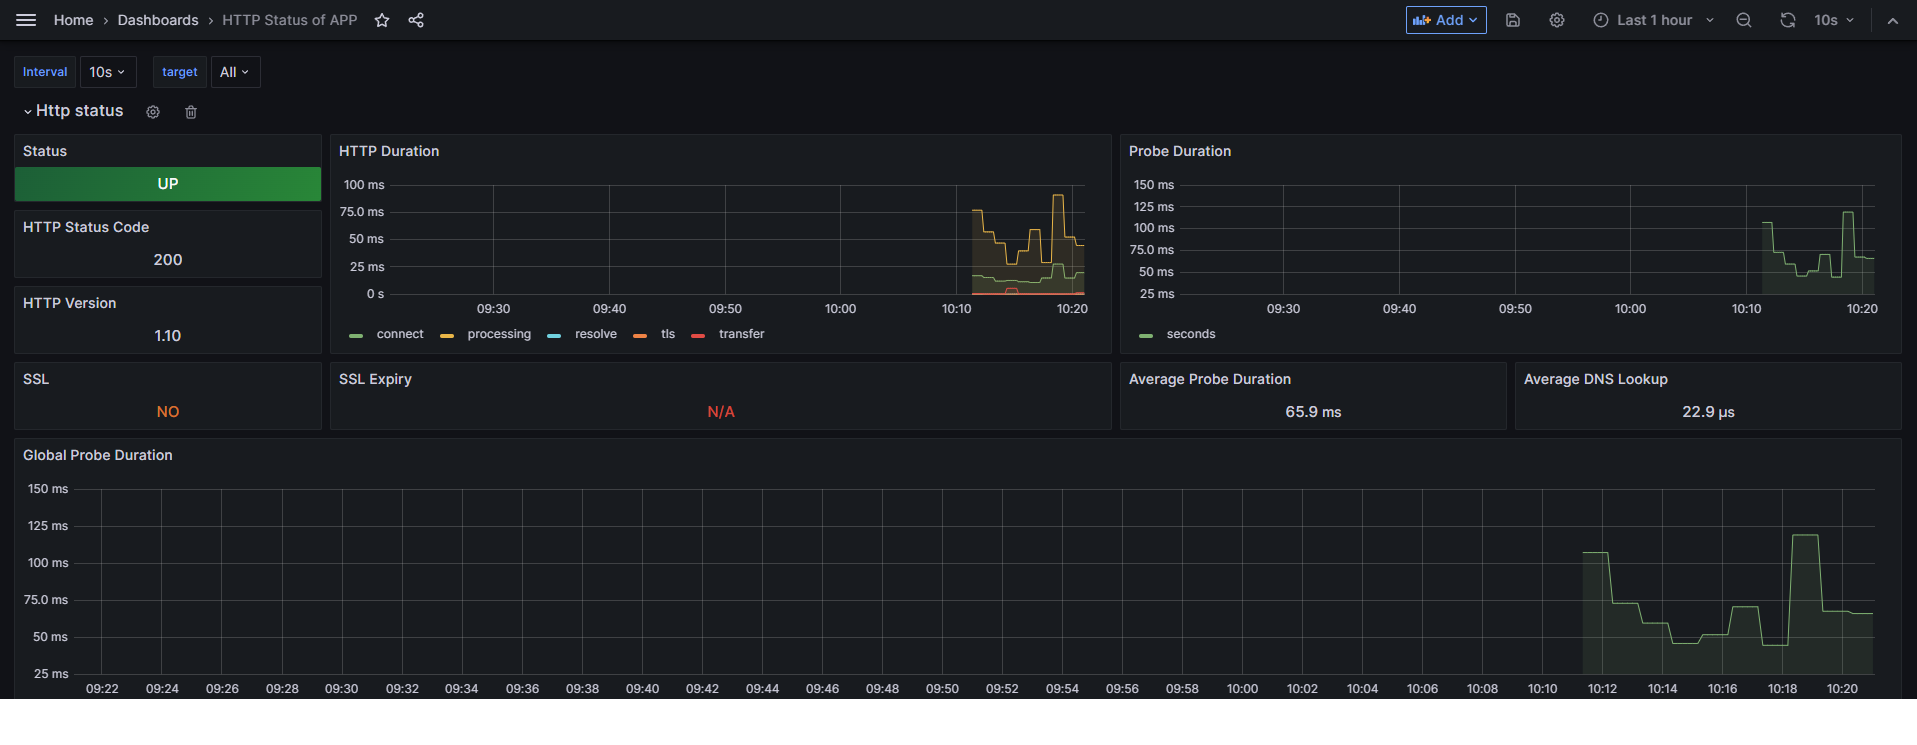 Home › Dashboards › HTTP Status of APP
Add
Last 1 hour
10s
Interval 10s target All
Http status
Status
UP
HTTP Status Code
200
HTTP Version
1.10
HTTP Duration
100 ms
75.0 ms
50 ms
25 ms
0 s
09:30 09:40 09:50 10:00 10:10 10:20
connect processing resolve tls transfer
Probe Duration
150 ms
125 ms
100 ms
75.0 ms
50 ms
25 ms
09:30 09:40 09:50 10:00 10:10 10:20
seconds
SSL
NO
SSL Expiry
N/A
Average Probe Duration
65.9 ms
Average DNS Lookup
22.9 µs
Global Probe Duration
150 ms
125 ms
100 ms
75.0 ms
50 ms
25 ms
09:22 09:24 09:26 09:28 09:30 09:32 09:34 09:36 09:38 09:40 09:42 09:44 09:46 09:48 09:50 09:52 09:54 09:56 09:58 10:00 10:02 10:04 10:06 10:08 10:10 10:12 10:14 10:16 10:18 10:20